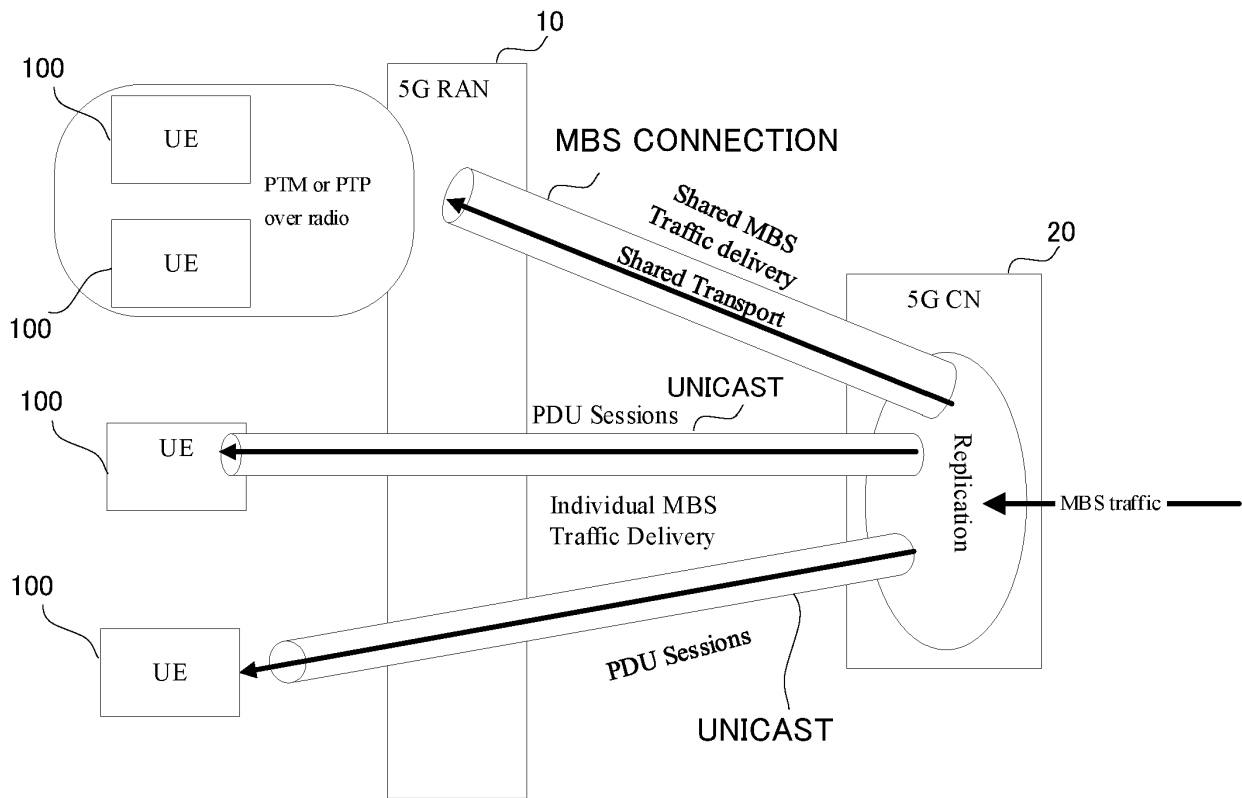 10
100
5G RAN
UE
MBS CONNECTION
PTM or PTP
over radio
Shared MBS
Traffic delivery
Shared Transport
UE
100
20
5G CN
UNICAST
100
PDU Sessions
UE
Replication
Individual MBS
Traffic Delivery
MBS traffic
100
UE
PDU Sessions
UNICAST